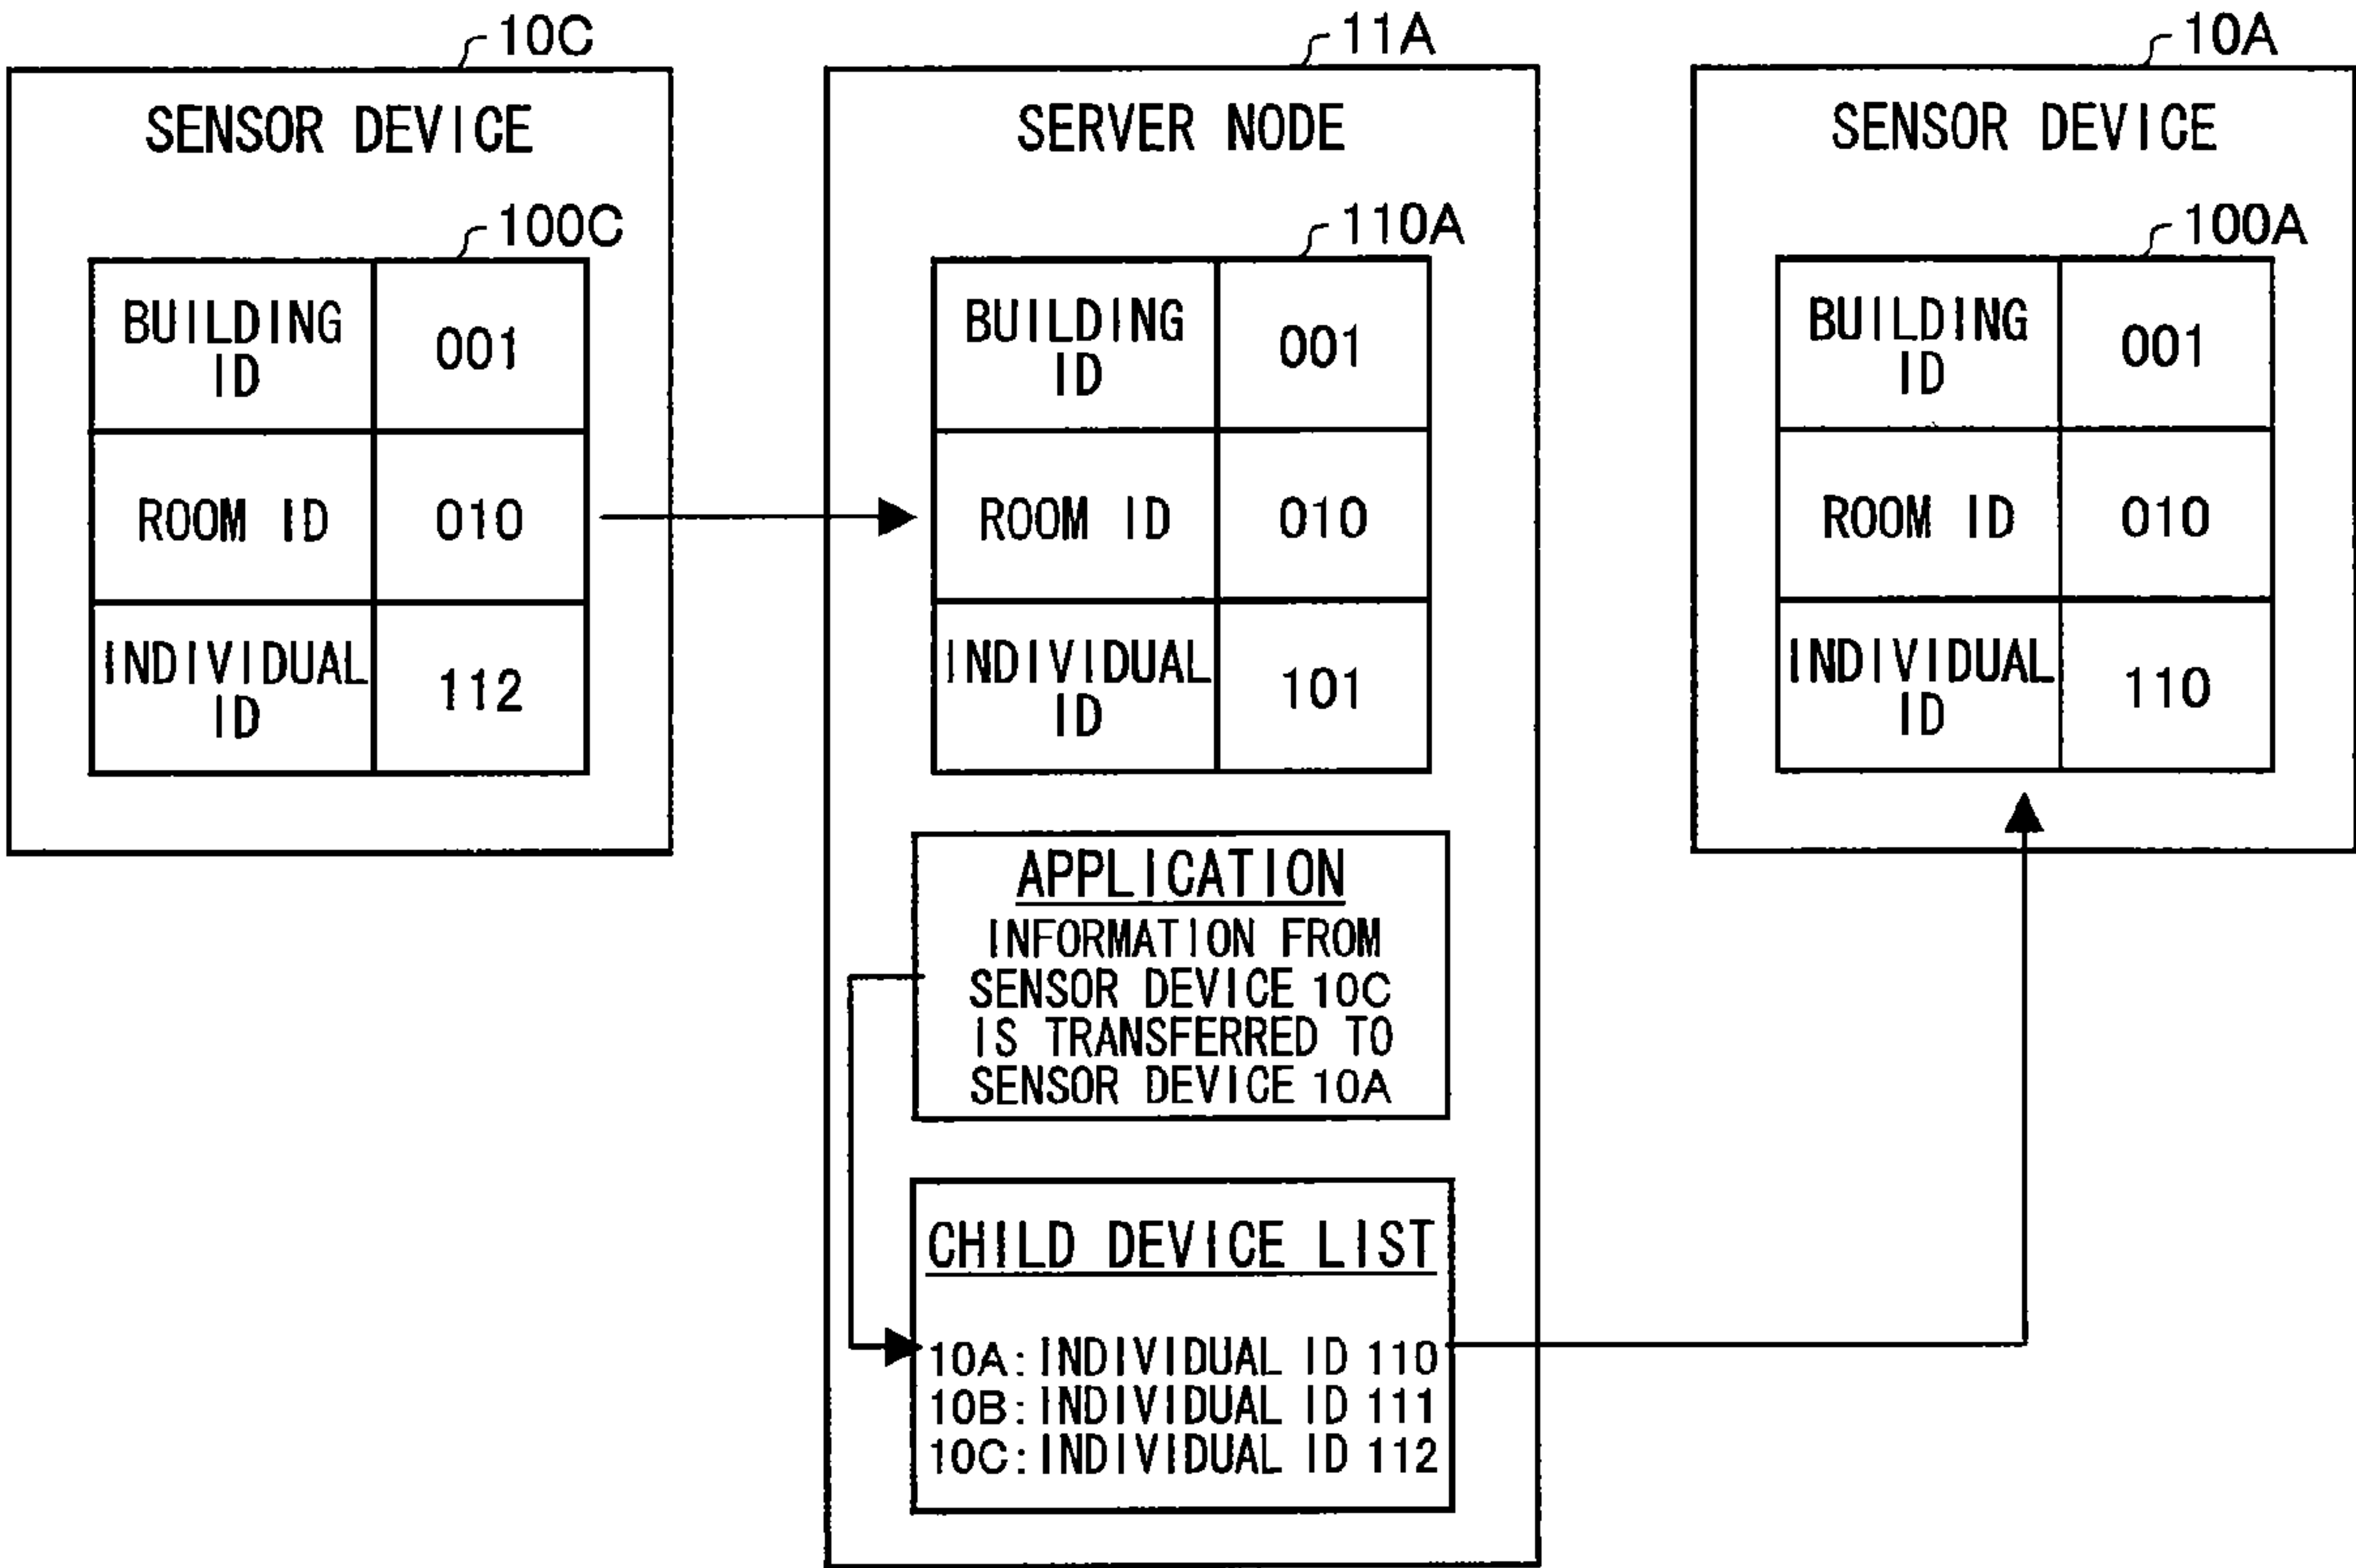 10C
SENSOR DEVICE
100C
BUILDING
ID
001
ROOM ID
010
INDIVIDUAL
ID
112
11A
SERVER NODE
110A
BUILDING
ID
001
ROOM ID
010
INDIVIDUAL
ID
101
APPLICATION
INFORMATION FROM
SENSOR DEVICE 10C
IS TRANSFERRED TO
SENSOR DEVICE 10A
CHILD DEVICE LIST
10A:INDIVIDUAL ID 110
10B:INDIVIDUAL ID 111
10C:INDIVIDUAL ID 112
10A
SENSOR DEVICE
100A
BUILDING
ID
001
ROOM ID
010
INDIVIDUAL
ID
110